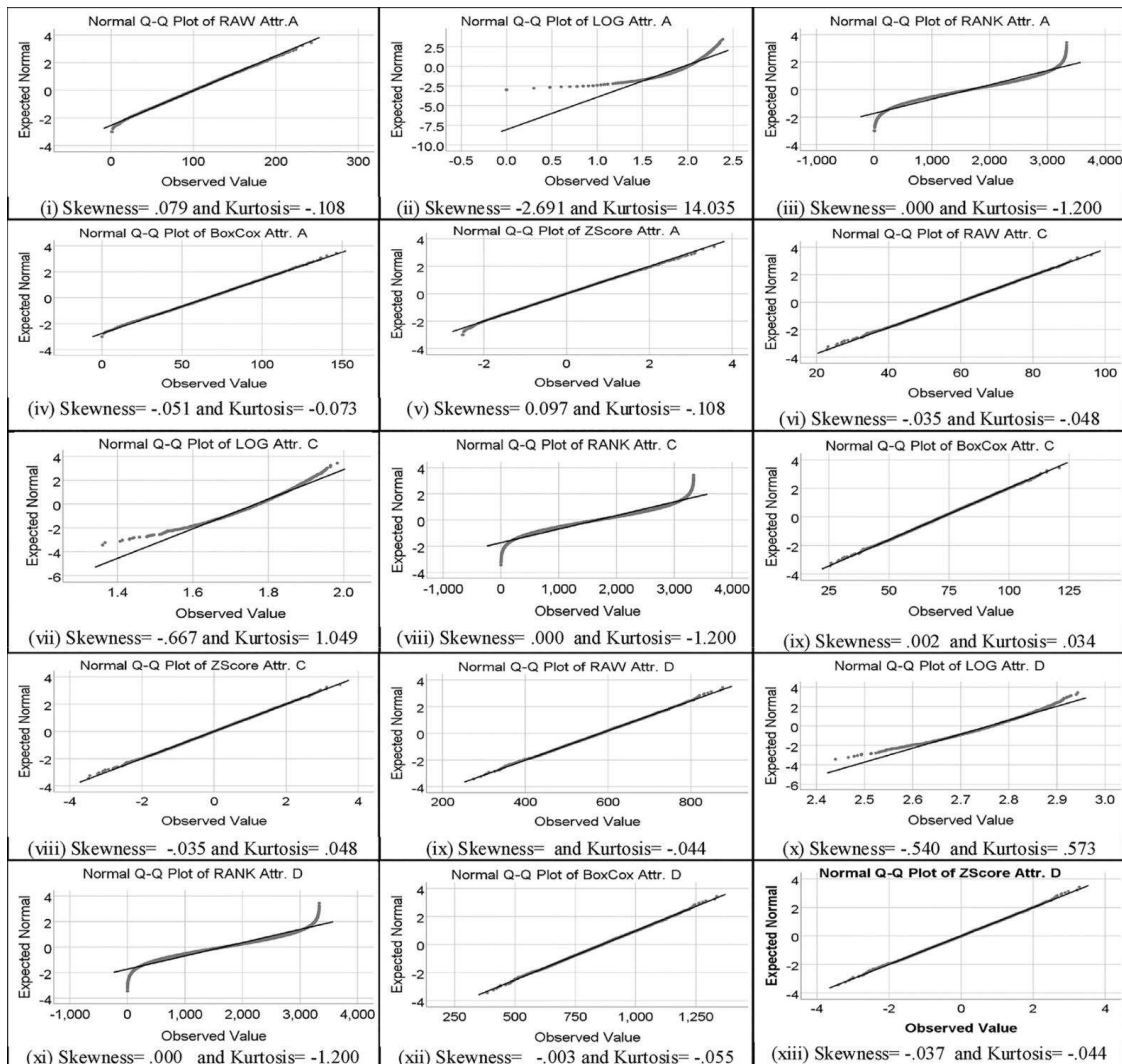 Normal Q-Q Plot of RAW Attr.A
Expected Normal
4
2
0
-2
-4
0 100 200 300
Observed Value
(i) Skewness= .079 and Kurtosis= -.108
Normal Q-Q Plot of LOG Attr. A
Expected Normal
2.5
0.0
-2.5
-5.0
-7.5
-10.0
-0.5 0.0 0.5 1.0 1.5 2.0 2.5
Observed Value
(ii) Skewness= -2.691 and Kurtosis= 14.035
Normal Q-Q Plot of RANK Attr. A
Expected Normal
4
2
0
-2
-4
-1,000 0 1,000 2,000 3,000 4,000
Observed Value
(iii) Skewness= .000 and Kurtosis= -1.200
Normal Q-Q Plot of BoxCox Attr. A
Expected Normal
4
2
0
-2
-4
0 50 100 150
Observed Value
(iv) Skewness= -.051 and Kurtosis= -0.073
Normal Q-Q Plot of ZScore Attr. A
Expected Normal
4
2
0
-2
-4
-2 0 2 4
Observed Value
(v) Skewness= 0.097 and Kurtosis= -.108
Normal Q-Q Plot of RAW Attr. C
Expected Normal
4
2
0
-2
-4
20 40 60 80 100
Observed Value
(vi) Skewness= -.035 and Kurtosis= -.048
Normal Q-Q Plot of LOG Attr. C
Expected Normal
4
2
0
-2
-4
-6
1.4 1.6 1.8 2.0
Observed Value
(vii) Skewness= -.667 and Kurtosis= 1.049
Normal Q-Q Plot of RANK Attr. C
Expected Normal
4
2
0
-2
-4
-1,000 0 1,000 2,000 3,000 4,000
Observed Value
(viii) Skewness= .000 and Kurtosis= -1.200
Normal Q-Q Plot of BoxCox Attr. C
Expected Normal
4
2
0
-2
-4
25 50 75 100 125
Observed Value
(ix) Skewness= .002 and Kurtosis= .034
Normal Q-Q Plot of ZScore Attr. C
Expected Normal
4
2
0
-2
-4
-4 -2 0 2 4
Observed Value
(viii) Skewness= -.035 and Kurtosis= .048
Normal Q-Q Plot of RAW Attr. D
Expected Normal
4
2
0
-2
-4
200 400 600 800
Observed Value
(ix) Skewness= and Kurtosis= -.044
Normal Q-Q Plot of LOG Attr. D
Expected Normal
4
2
0
-2
-4
-6
2.4 2.5 2.6 2.7 2.8 2.9 3.0
Observed Value
(x) Skewness= -.540 and Kurtosis= .573
Normal Q-Q Plot of RANK Attr. D
Expected Normal
4
2
0
-2
-4
-1,000 0 1,000 2,000 3,000 4,000
Observed Value
(xi) Skewness= .000 and Kurtosis= -1.200
Normal Q-Q Plot of BoxCox Attr. D
Expected Normal
4
2
0
-2
-4
250 500 750 1,000 1,250
Observed Value
(xii) Skewness= -.003 and Kurtosis= -.055
Normal Q-Q Plot of ZScore Attr. D
Expected Normal
4
2
0
-2
-4
-4 -2 0 2 4
Observed Value
(xiii) Skewness= -.037 and Kurtosis= -.044